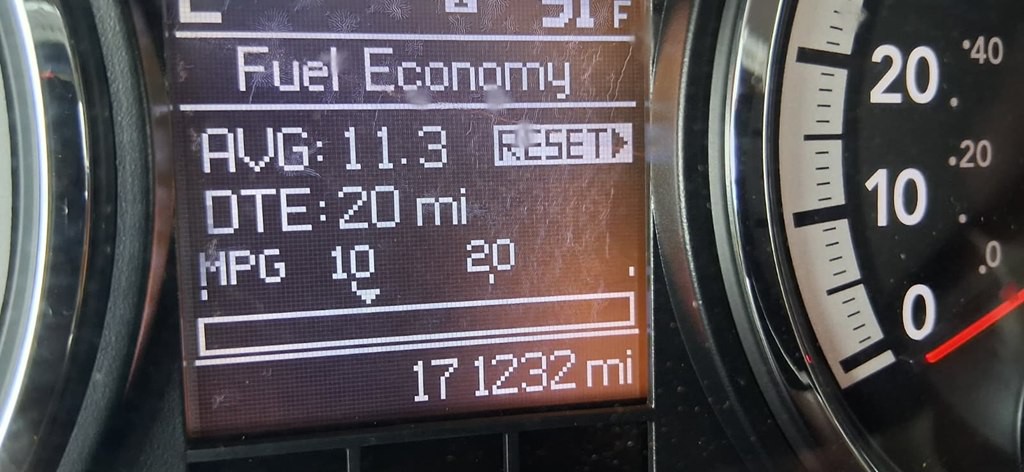 F
Fuel Economy
AVG: 11.3 RESET
DTE: 20 mi
MPG 10 20
171232 mi
20 40
20
10
0
0